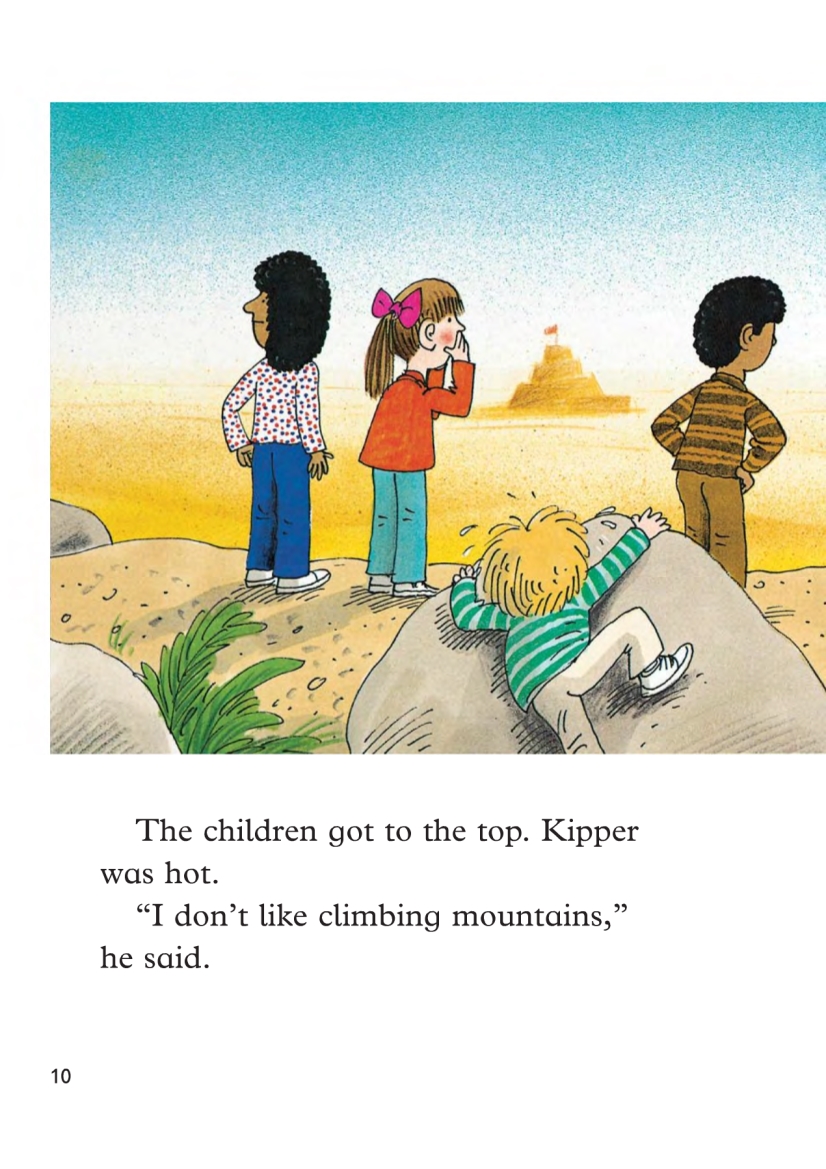 The children got to the top. Kipper
was hot.
“I don’t like climbing mountains,”
he said.
10